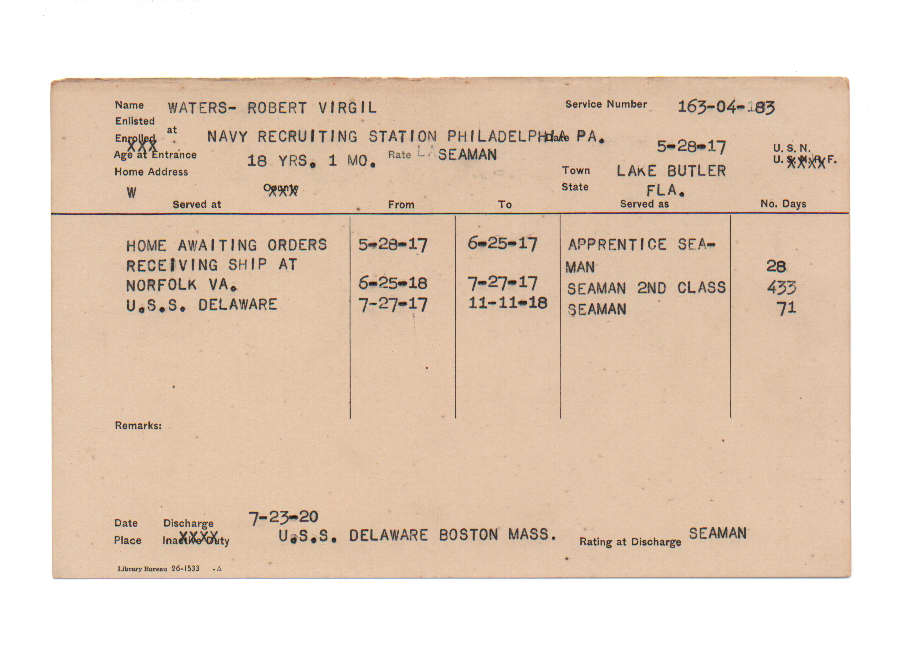 Name WATERS- ROBERT VIRGIL Service Number 163-04-183
Enlisted
Enrolled at NAVY RECRUITING STATION PHILADELPHIA PA. Date 5-28-17 U. S. N.
XXX
Age at Entrance 18 YRS. 1 MO. Rate SEAMAN U. S. N. R. F. XXXX
Home Address Town LAKE BUTLER
W County XXX State FLA.
Served at From To Served as No. Days
HOME AWAITING ORDERS 5-28-17 6-25-17 APPRENTICE SEA-
RECEIVING SHIP AT MAN 28
NORFOLK VA. 6-25-18 7-27-17 SEAMAN 2ND CLASS 433
U.S.S. DELAWARE 7-27-17 11-11-18 SEAMAN 71
Remarks:
Date Discharge 7-23-20
Place Inactive Duty XXXX U.S.S. DELAWARE BOSTON MASS. Rating at Discharge SEAMAN
Library Bureau 26-1533 -A